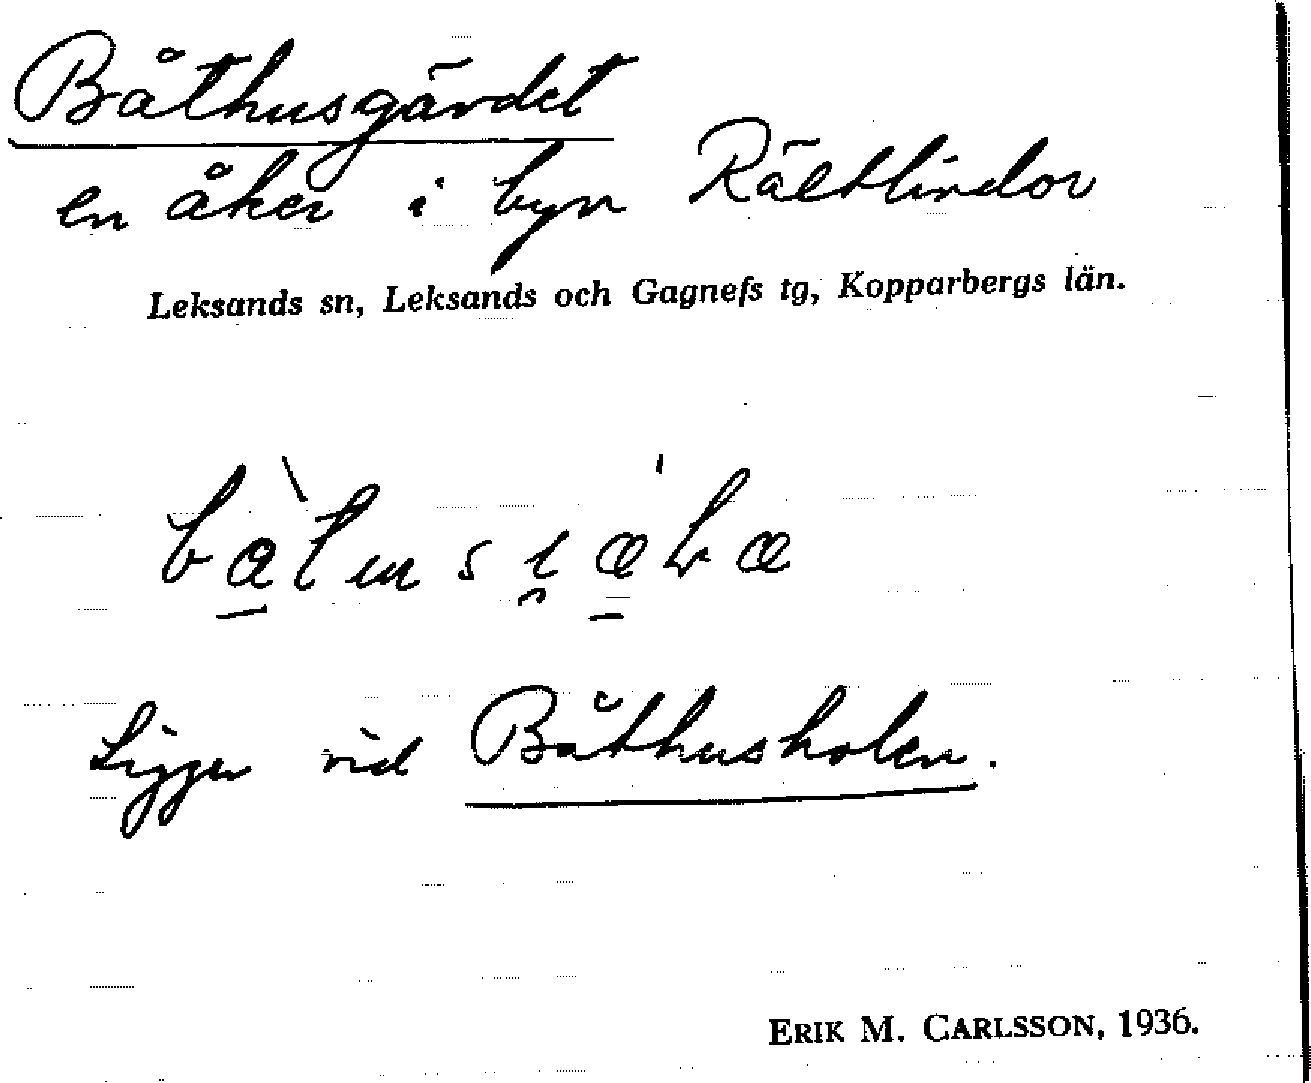 Båthusgärdet
en åker i byn Rältlindor
Leksands sn, Leksands och Gagnefs tg, Kopparbergs län.
Ligger vid Båthusholen.
ERIK M. CARLSSON, 1936.